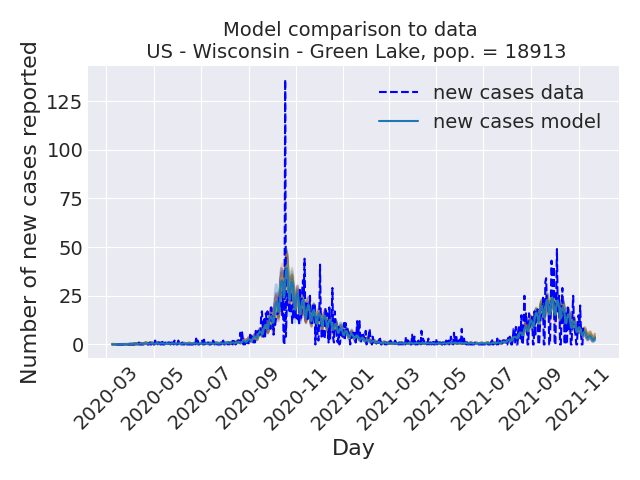 Model comparison to data
US - Wisconsin - Green Lake, pop. = 18913
Number of new cases reported
125
100
75
50
25
0
new cases data
new cases model
2020-03
2020-05
2020-07
2020-09
2020-11
2021-01
2021-03
2021-05
2021-07
2021-09
2021-11
Day